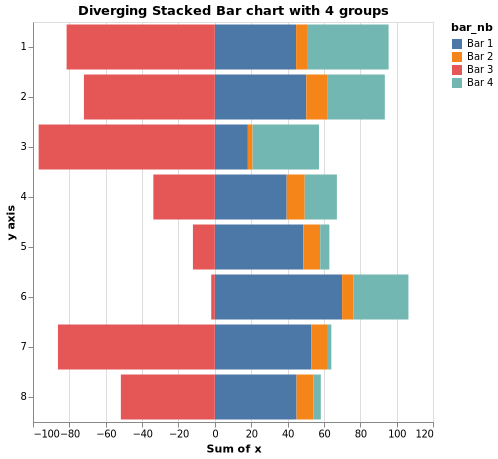 Diverging Stacked Bar chart with 4 groups
bar_nb
Bar 1
Bar 2
Bar 3
Bar 4
y axis
1
2
3
4
5
6
7
8
−100 −80 −60 −40 −20 0 20 40 60 80 100 120
Sum of x